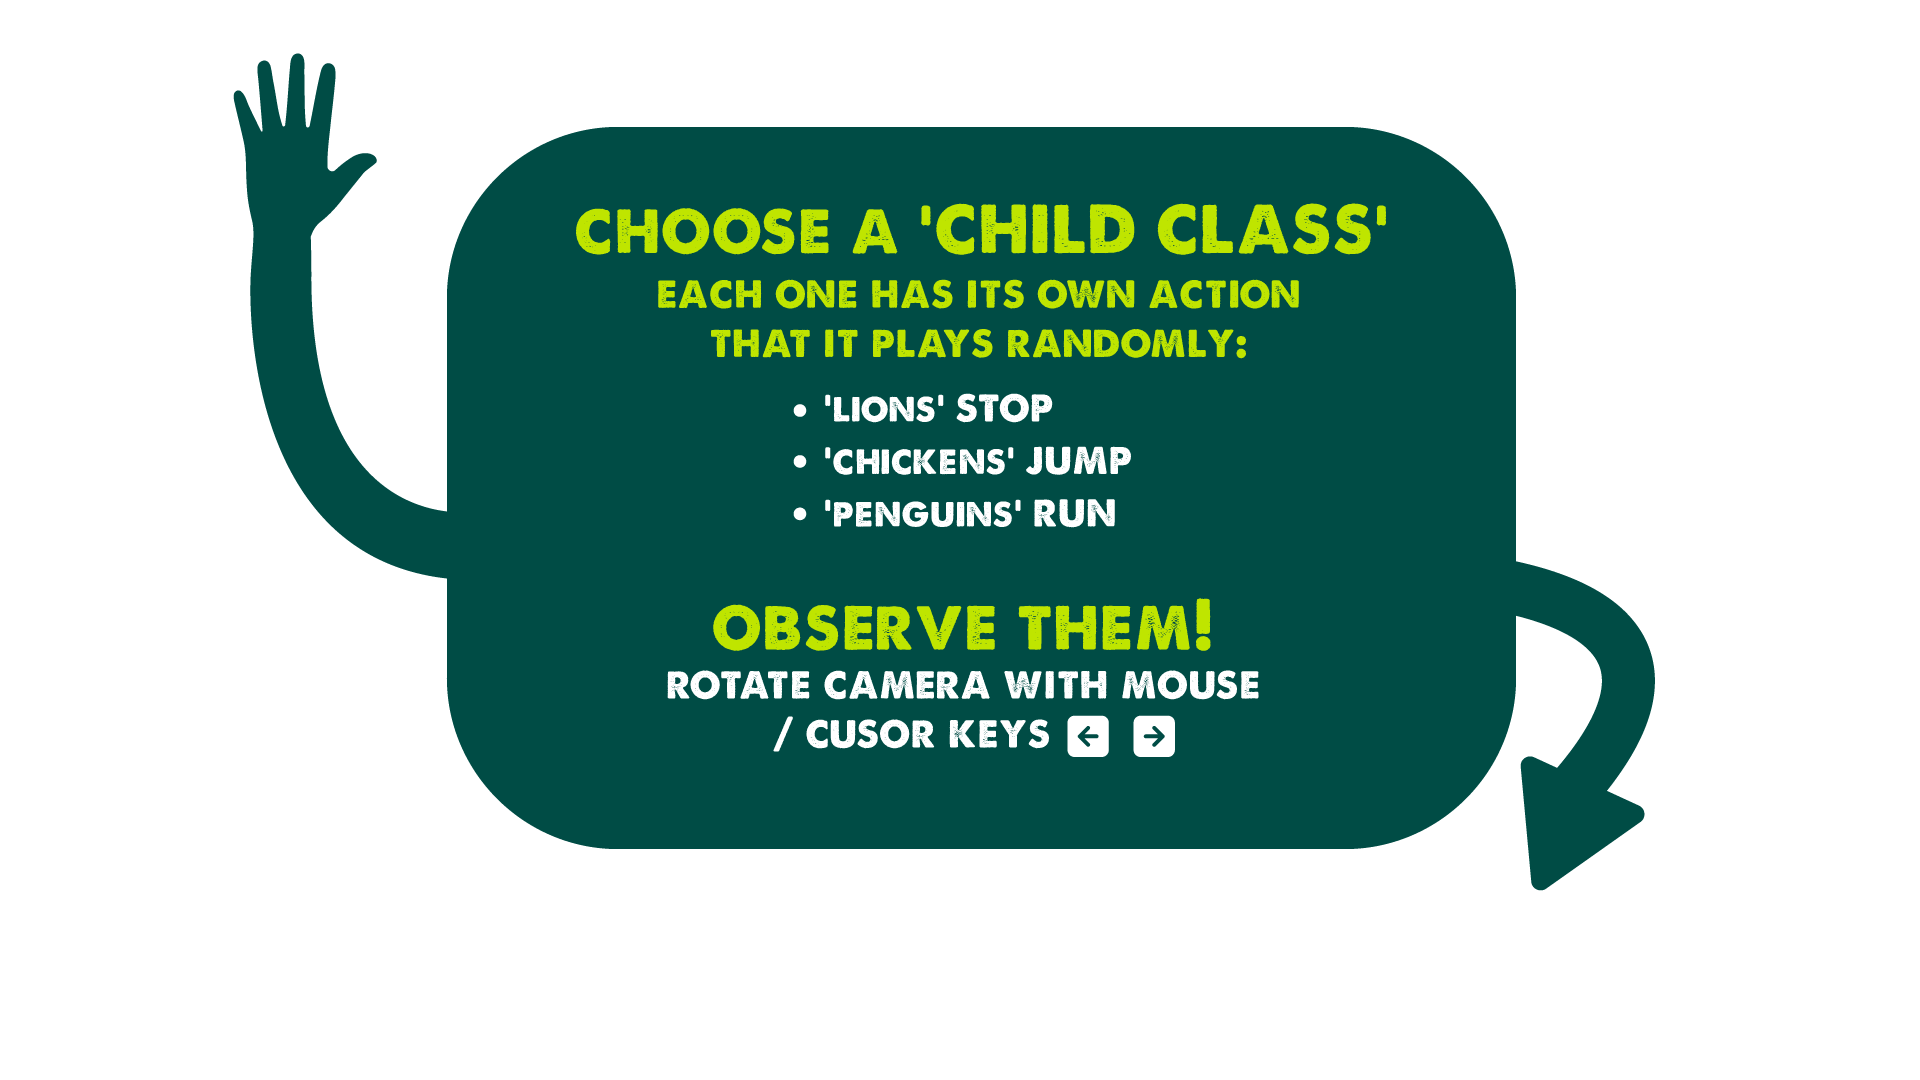 CHOOSE A 'CHILD CLASS'
EACH ONE HAS ITS OWN ACTION
THAT IT PLAYS RANDOMLY:
• 'LIONS' STOP
• 'CHICKENS' JUMP
• 'PENGUINS' RUN
OBSERVE THEM!
ROTATE CAMERA WITH MOUSE
/ CUSOR KEYS ← →